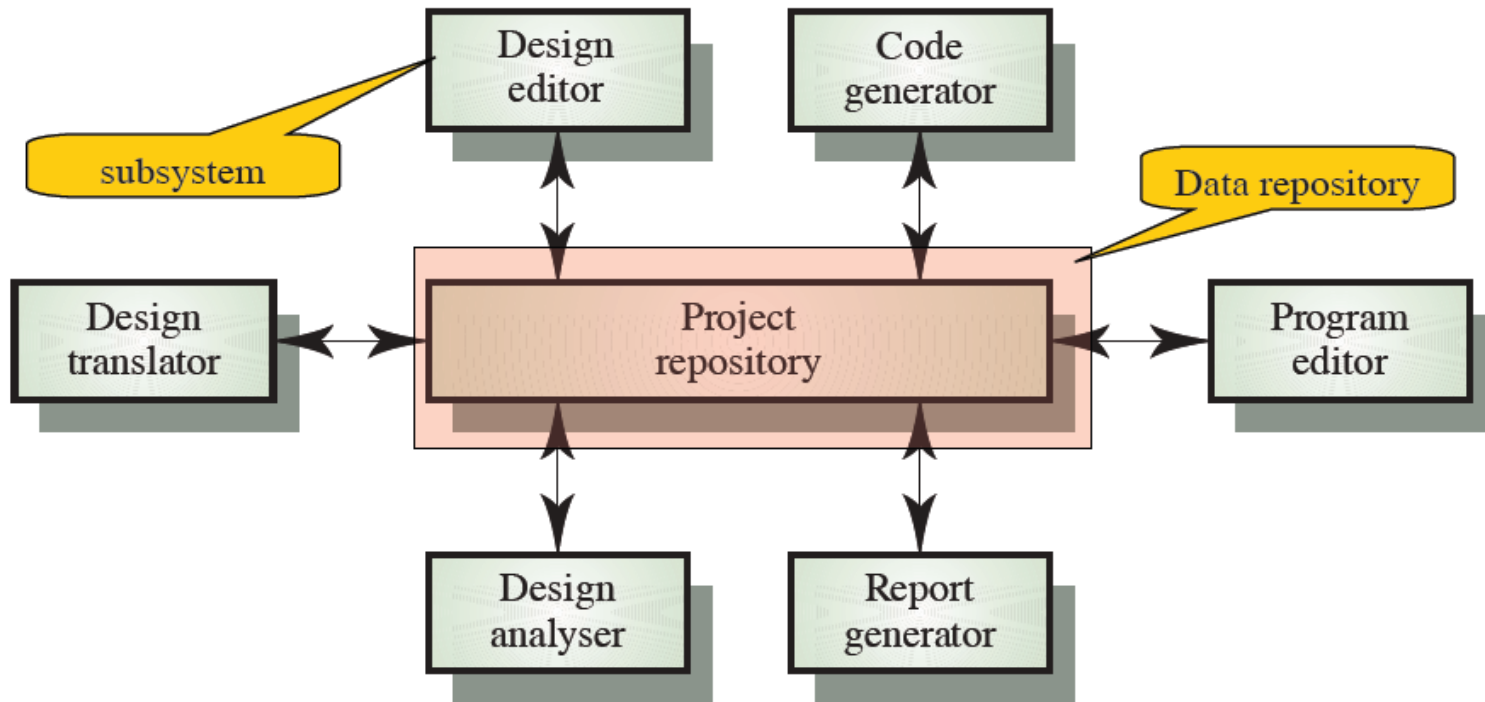 Design
editor
Code
generator
subsystem
Data repository
Design
translator
Project
repository
Program
editor
Design
analyser
Report
generator